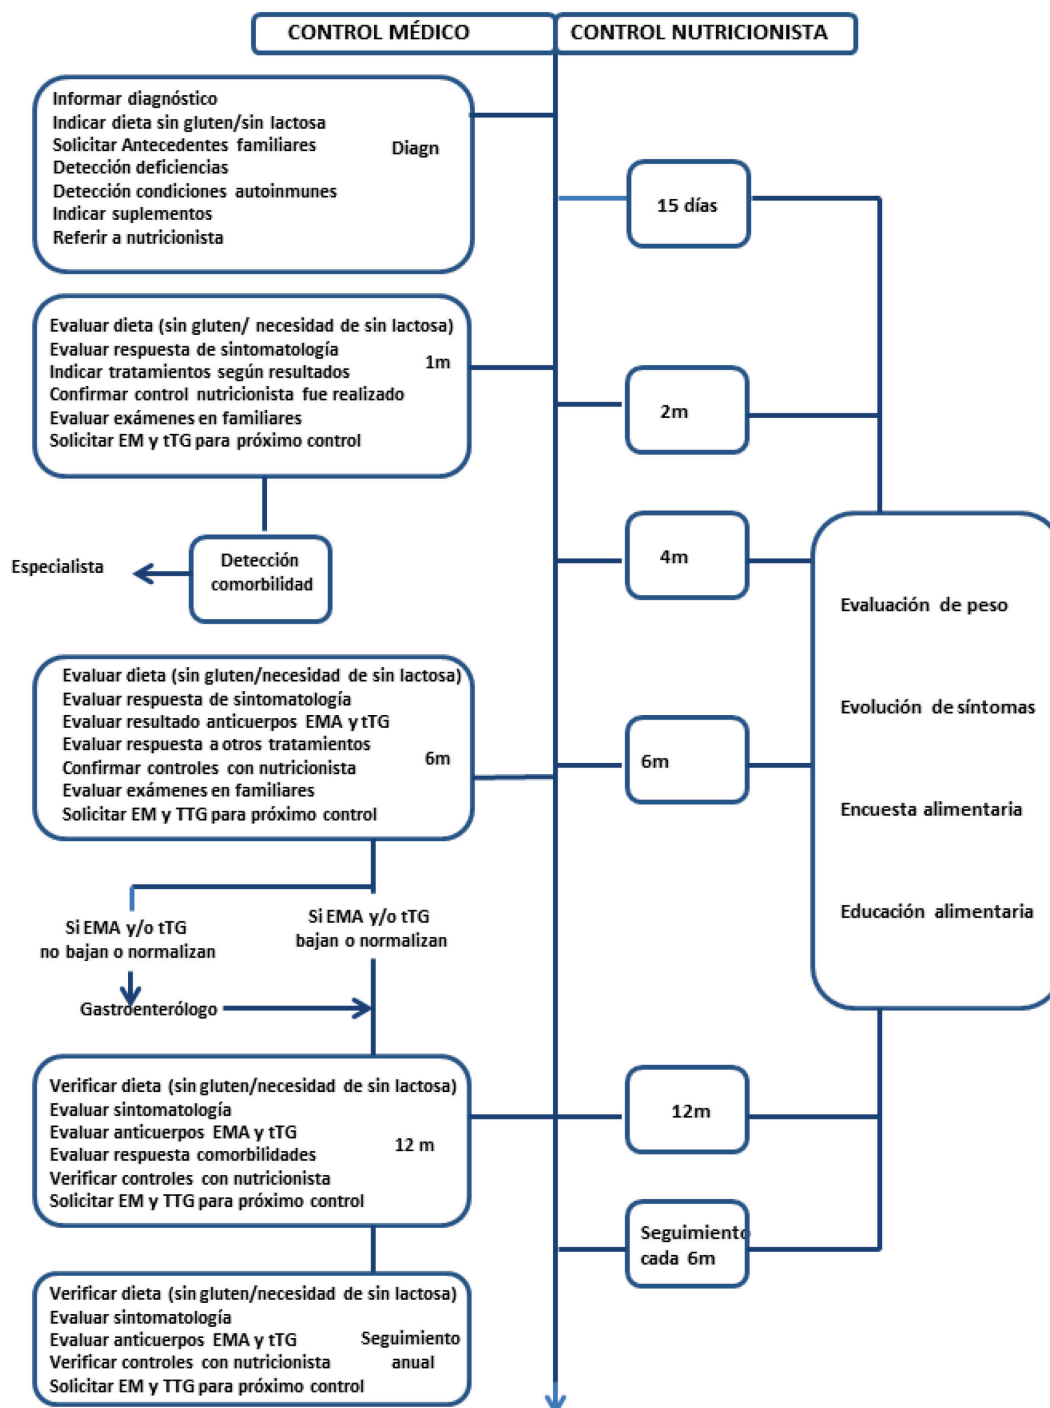 CONTROL MÉDICO
CONTROL NUTRICIONISTA
Informar diagnóstico
Indicar dieta sin gluten/sin lactosa
Solicitar Antecedentes familiares
Detección deficiencias
Detección condiciones autoinmunes
Indicar suplementos
Referir a nutricionista
Diagn
15 días
Evaluar dieta (sin gluten/ necesidad de sin lactosa)
Evaluar respuesta de sintomatología
Indicar tratamientos según resultados
Confirmar control nutricionista fue realizado
Evaluar exámenes en familiares
Solicitar EM y tTG para próximo control
1m
2m
4m
Especialista
Detección
comorbilidad
Evaluación de peso
Evolución de síntomas
Encuesta alimentaria
Educación alimentaria
Evaluar dieta (sin gluten/necesidad de sin lactosa)
Evaluar respuesta de sintomatología
Evaluar resultado anticuerpos EMA y tTG
Evaluar respuesta a otros tratamientos
Confirmar controles con nutricionista
Evaluar exámenes en familiares
Solicitar EM y TTG para próximo control
6m
6m
Si EMA y/o tTG
no bajan o normalizan
Si EMA y/o tTG
bajan o normalizan
Gastroenterólogo
Verificar dieta (sin gluten/necesidad de sin lactosa)
Evaluar sintomatología
Evaluar anticuerpos EMA y tTG
Evaluar respuesta comorbilidades
Verificar controles con nutricionista
Solicitar EM y TTG para próximo control
12 m
12m
Seguimiento
cada 6m
Verificar dieta (sin gluten/necesidad de sin lactosa)
Evaluar sintomatología
Evaluar anticuerpos EMA y tTG
Verificar controles con nutricionista
Solicitar EM y TTG para próximo control
Seguimiento
anual